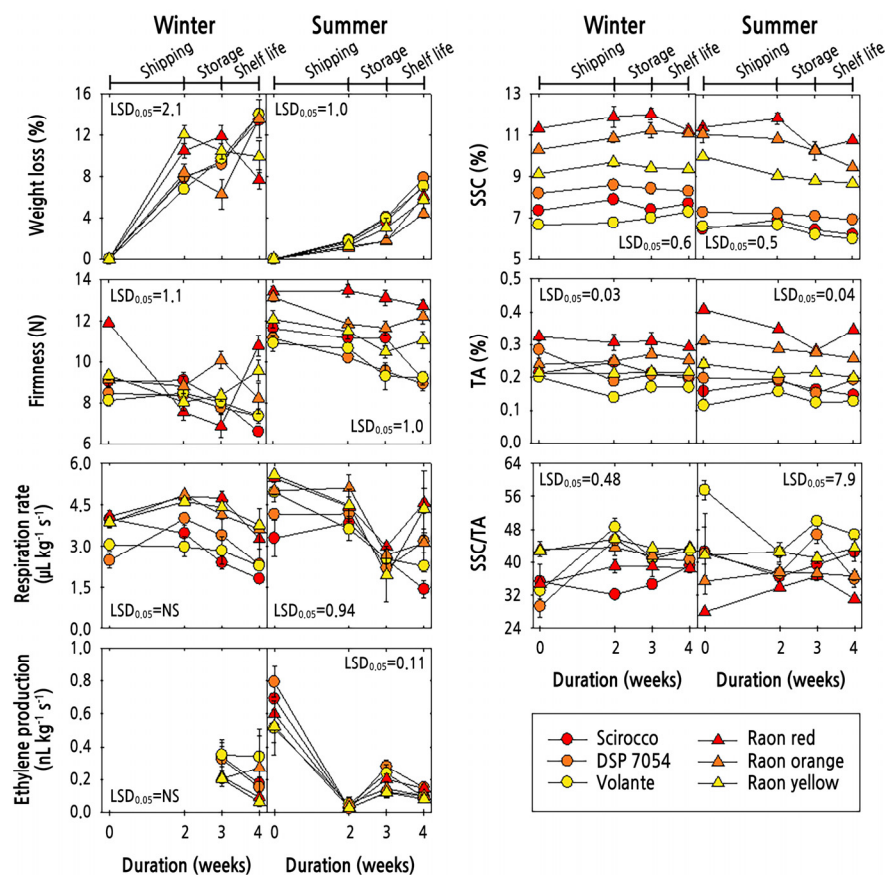 Winter Summer
Shipping Storage Shelf life Shipping Storage Shelf life
Weight loss (%)
16
12
8
4
0
LSD0.05=2.1
LSD0.05=1.0
Firmness (N)
14
12
10
8
6
LSD0.05=1.1
LSD0.05=1.0
Respiration rate
(µL kg-1 s-1)
6.0
4.5
3.0
1.5
0.0
LSD0.05=NS
LSD0.05=0.94
Ethylene production
(nL kg-1 s-1)
1.0
0.8
0.6
0.4
0.2
0.0
LSD0.05=NS
LSD0.05=0.11
0 2 3 4 0 2 3 4
Duration (weeks) Duration (weeks)
Winter Summer
Shipping Storage Shelf life Shipping Storage Shelf life
SSC (%)
13
11
9
7
5
LSD0.05=0.6
LSD0.05=0.5
TA (%)
0.5
0.4
0.3
0.2
0.1
0.0
LSD0.05=0.03
LSD0.05=0.04
SSC/TA
64
56
48
40
32
24
LSD0.05=0.48
LSD0.05=7.9
0 2 3 4 0 2 3 4
Duration (weeks) Duration (weeks)
Scirocco Raon red
DSP 7054 Raon orange
Volante Raon yellow